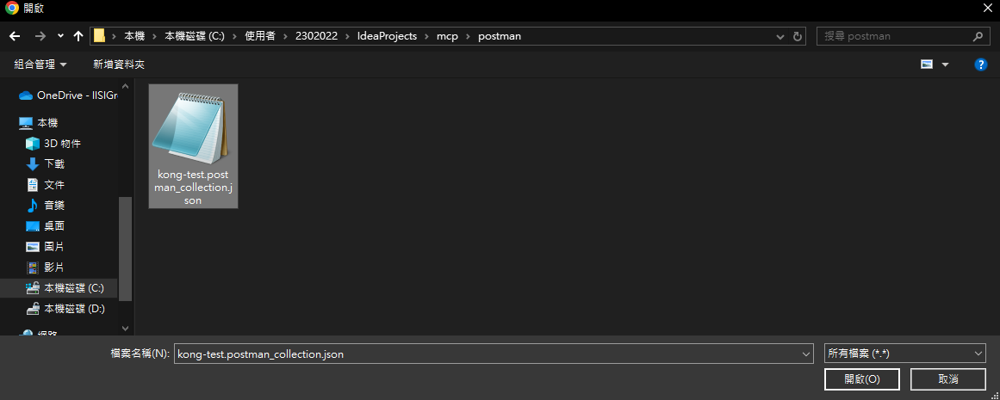 開啟
本機 本機磁碟 (C:) 使用者 2302022 IdeaProjects mcp postman 搜尋 postman
組合管理 新增資料夾
OneDrive - IISIGr
本機
3D 物件
下載
文件
音樂
桌面
圖片
影片
本機磁碟 (C:)
本機磁碟 (D:)
網路
kong-test.post
man_collection.j
son
檔案名稱(N): kong-test.postman_collection.json 所有檔案 (*.*)
開啟(O) 取消